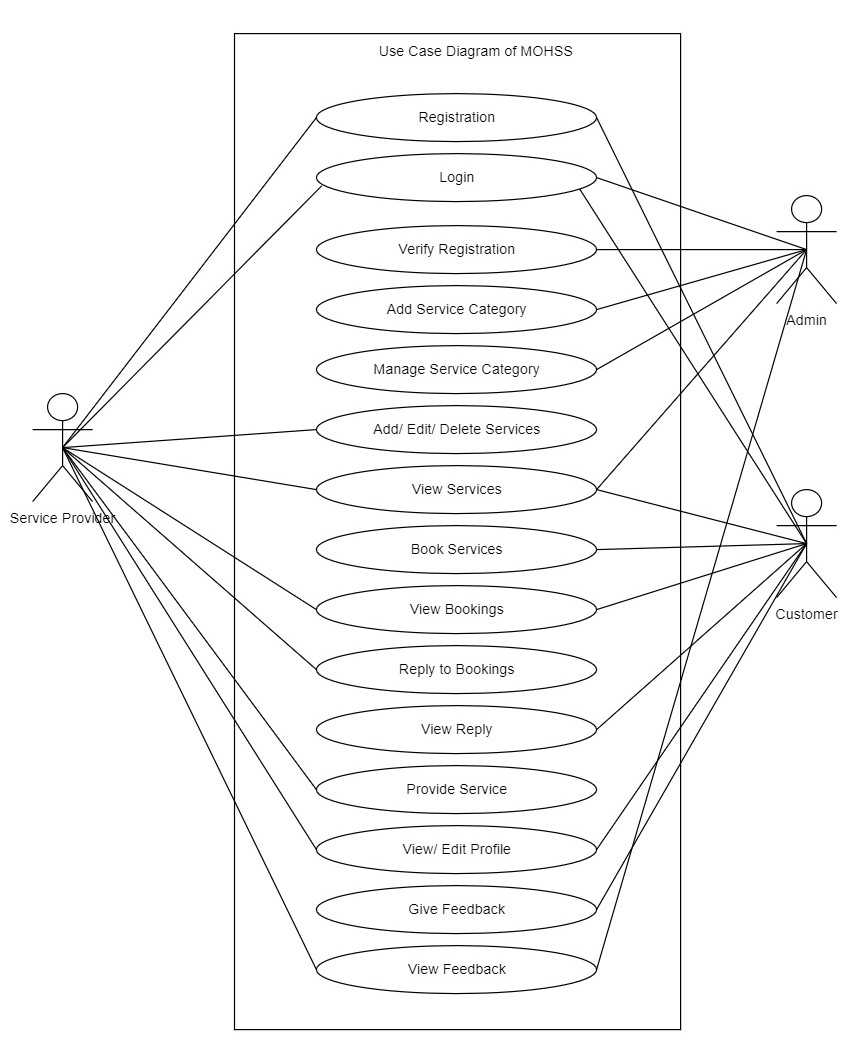 Use Case Diagram of MOHSS
Registration
Login
Verify Registration
Add Service Category
Admin
Manage Service Category
Add/ Edit/ Delete Services
View Services
Service Provider
Book Services
View Bookings
Customer
Reply to Bookings
View Reply
Provide Service
View/ Edit Profile
Give Feedback
View Feedback